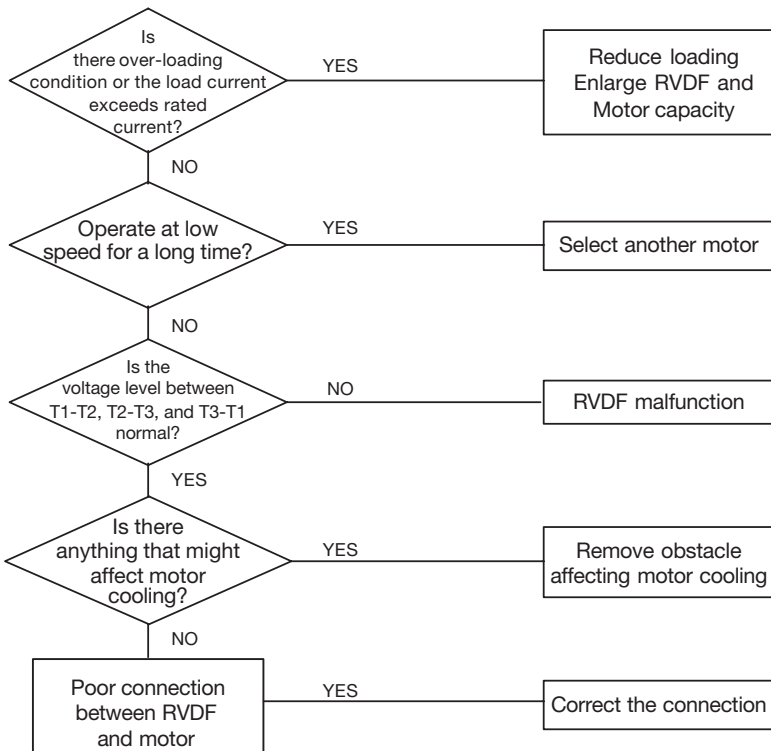 Is
there over-loading
condition or the load current
exceeds rated
current?
YES
Reduce loading
Enlarge RVDF and
Motor capacity
NO
Operate at low
speed for a long time?
YES
Select another motor
NO
Is the
voltage level between
T1-T2, T2-T3, and T3-T1
normal?
NO
RVDF malfunction
YES
Is there
anything that might
affect motor
cooling?
YES
Remove obstacle
affecting motor cooling
NO
Poor connection
between RVDF
and motor
YES
Correct the connection